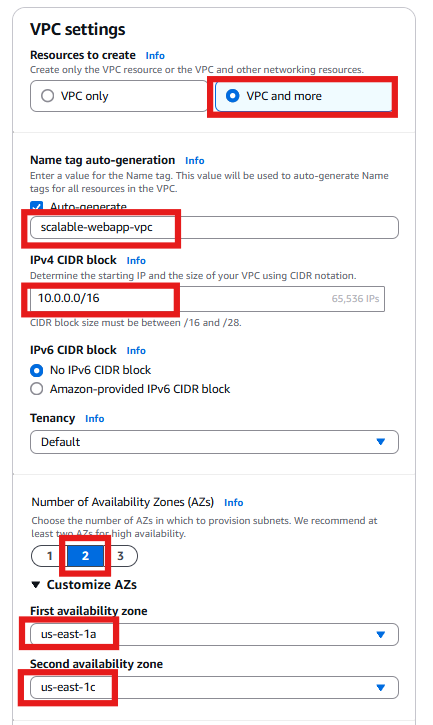 VPC settings
Resources to create Info
Create only the VPC resource or the VPC and other networking resources.
VPC only
VPC and more
Name tag auto-generation Info
Enter a value for the Name tag. This value will be used to auto-generate Name
tags for all resources in the VPC.
Auto-generate
scalable-webapp-vpc
IPv4 CIDR block Info
Determine the starting IP and the size of your VPC using CIDR notation.
10.0.0.0/16 65,536 IPs
CIDR block size must be between /16 and /28.
IPv6 CIDR block Info
No IPv6 CIDR block
Amazon-provided IPv6 CIDR block
Tenancy Info
Default
Number of Availability Zones (AZs) Info
Choose the number of AZs in which to provision subnets. We recommend at
least two AZs for high availability.
1 2 3
Customize AZs
First availability zone
us-east-1a
Second availability zone
us-east-1c